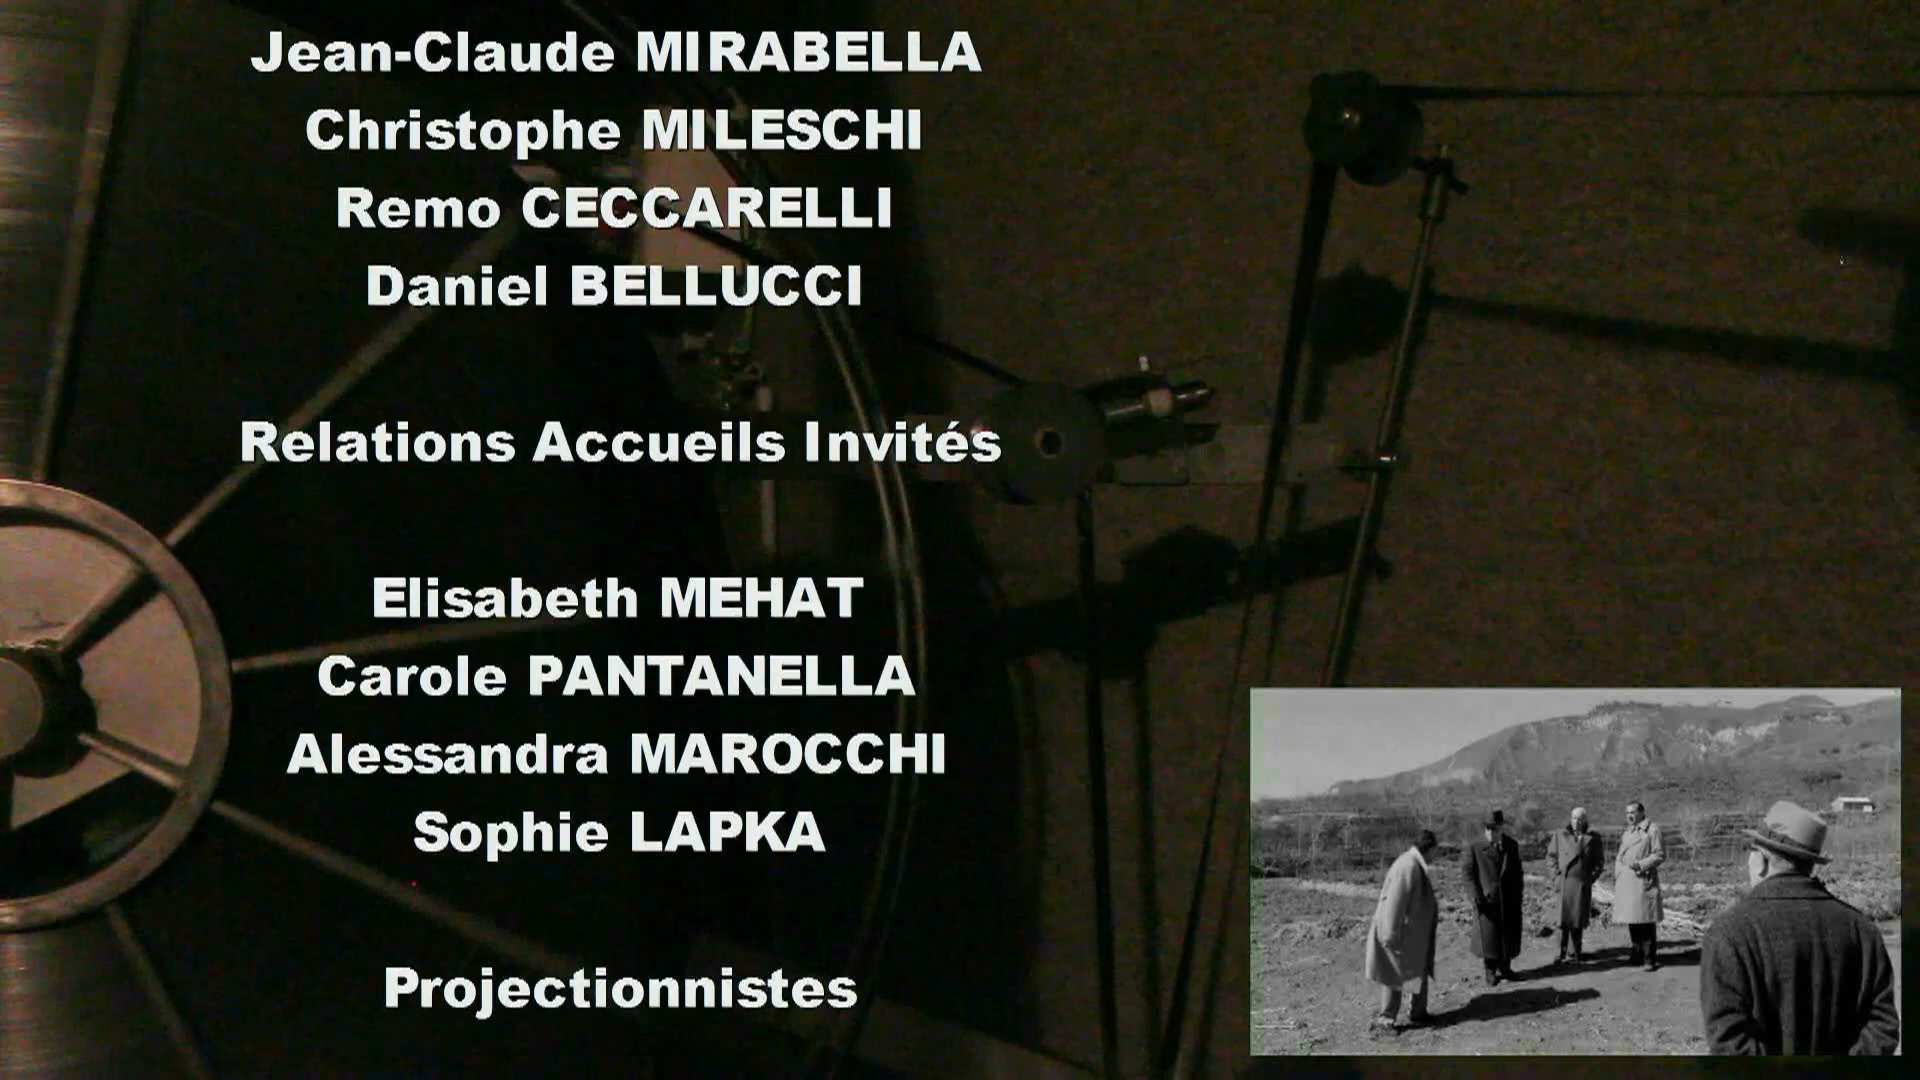 Jean-Claude MIRABELLA
Christophe MILESCHI
Remo CECCARELLI
Daniel BELLUCCI
Relations Accueils Invités
Elisabeth MEHAT
Carole PANTANELLA
Alessandra MAROCCHI
Sophie LAPKA
Projectionnistes